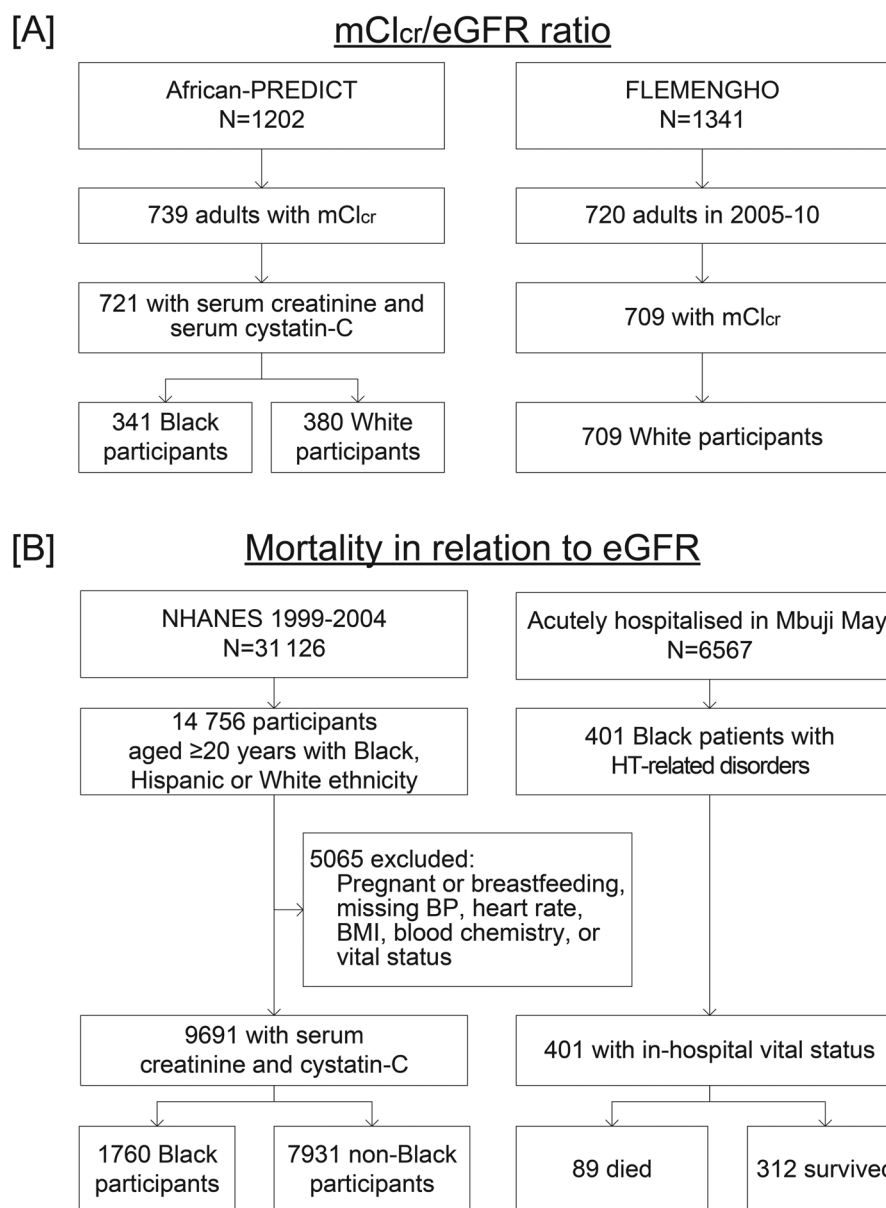 [A]
mClcr/eGFR ratio
African-PREDICT
N=1202
739 adults with mClcr
721 with serum creatinine and
serum cystatin-C
341 Black
participants
380 White
participants
FLEMENGHO
N=1341
720 adults in 2005-10
709 with mClcr
709 White participants
[B]
Mortality in relation to eGFR
NHANES 1999-2004
N=31 126
14 756 participants
aged ≥20 years with Black,
Hispanic or White ethnicity
5065 excluded:
Pregnant or breastfeeding,
missing BP, heart rate,
BMI, blood chemistry, or
vital status
9691 with serum
creatinine and cystatin-C
1760 Black
participants
7931 non-Black
participants
Acutely hospitalised in Mbuji May
N=6567
401 Black patients with
HT-related disorders
401 with in-hospital vital status
89 died
312 survived